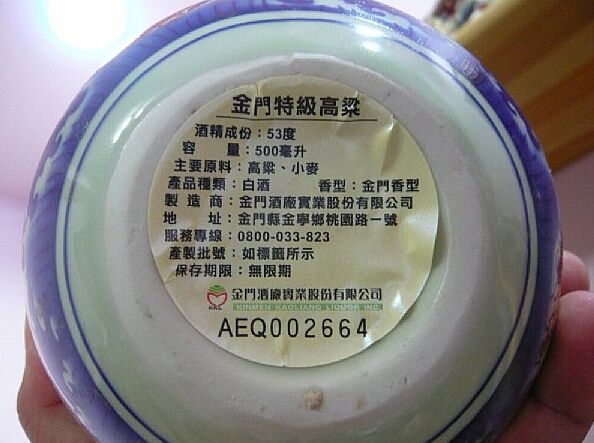 金門特級高粱
酒精成份：53度
容　　量：500毫升
主要原料：高粱、小麥
產品種類：白酒　　香型：金門香型
製 造 商：金門酒廠實業股份有限公司
地　　址：金門縣金寧鄉桃園路一號
服務專線：0800-033-823
產製批號：如標籤所示
保存期限：無限期
金門酒廠實業股份有限公司
KINMEN KAOLIANG LIQUOR INC.
AEQ002664